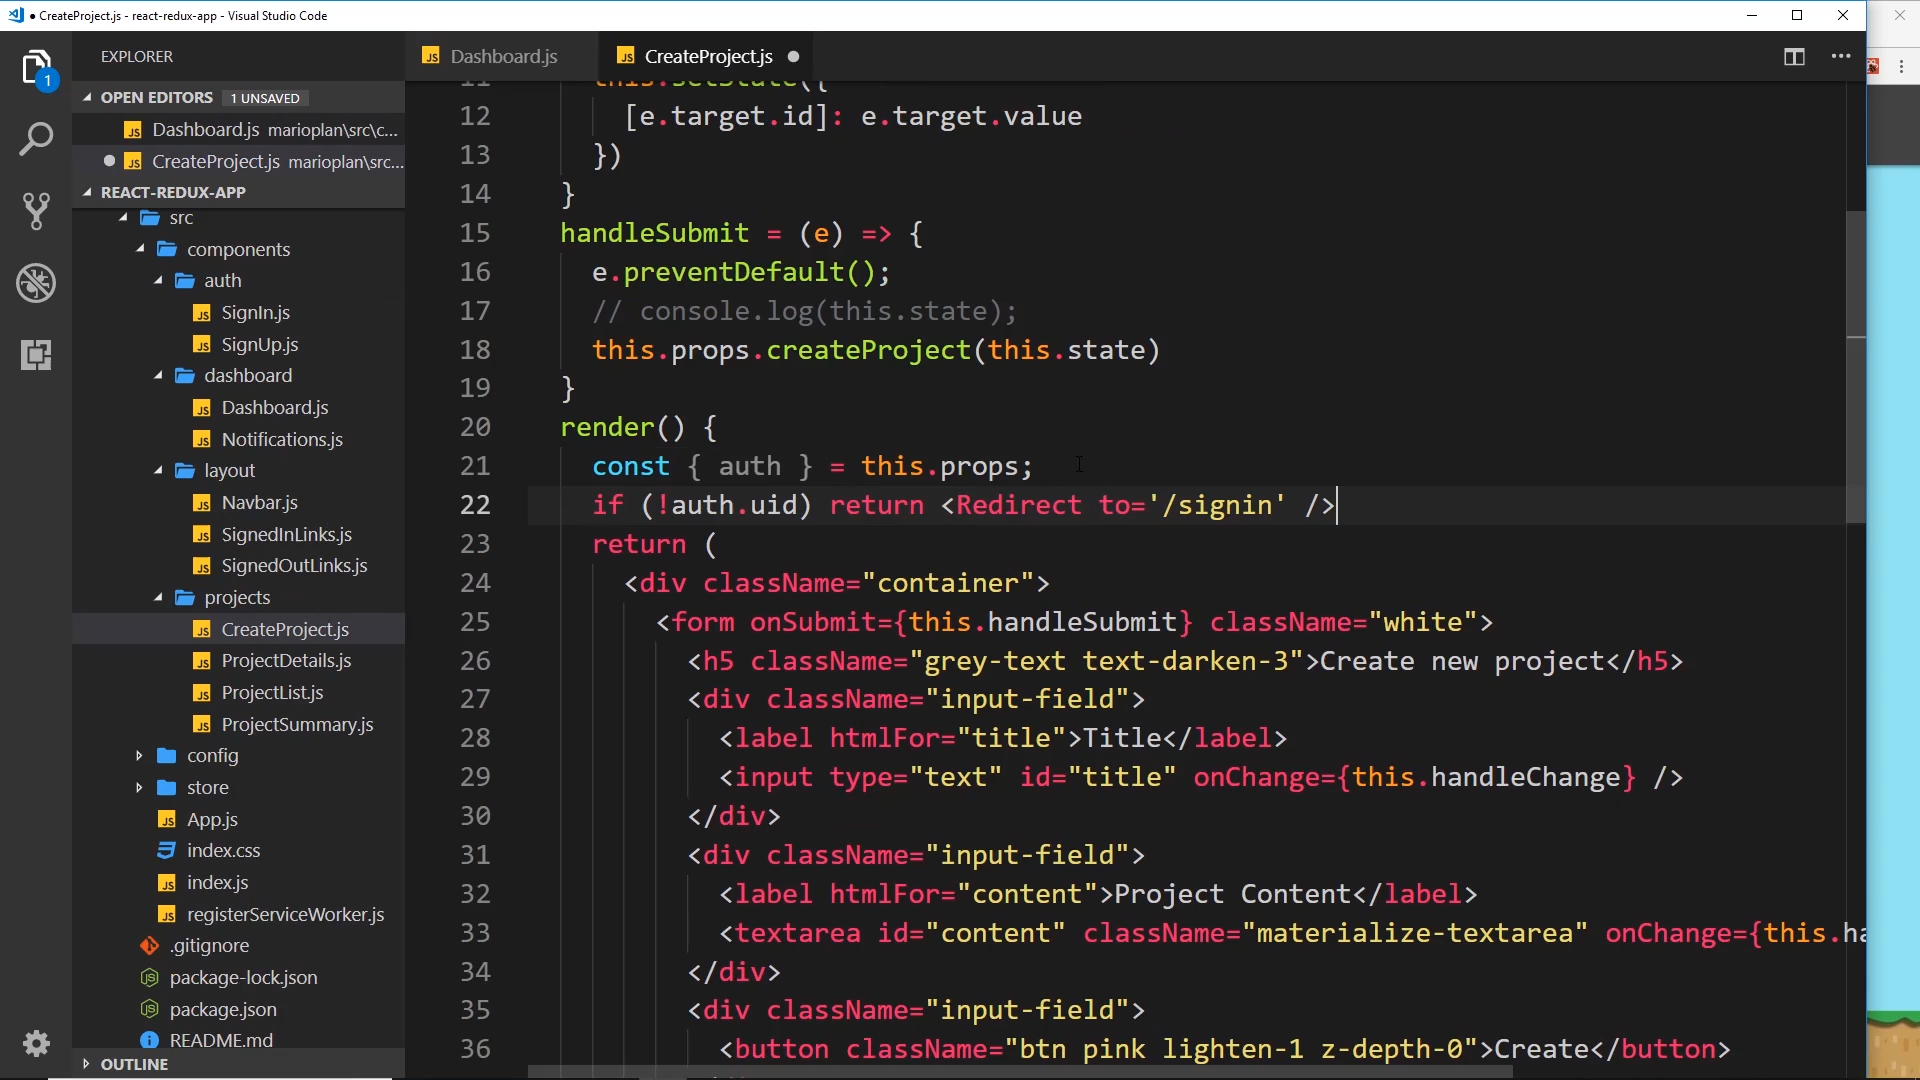 ● CreateProject.js - react-redux-app - Visual Studio Code
EXPLORER
Dashboard.js
CreateProject.js
1
OPEN EDITORS 1 UNSAVED
Dashboard.js marioplan\src\c...
CreateProject.js marioplan\src...
REACT-REDUX-APP
src
components
auth
SignIn.js
SignUp.js
dashboard
Dashboard.js
Notifications.js
layout
Navbar.js
SignedInLinks.js
SignedOutLinks.js
projects
CreateProject.js
ProjectDetails.js
ProjectList.js
ProjectSummary.js
config
store
App.js
index.css
index.js
registerServiceWorker.js
.gitignore
package-lock.json
package.json
README.md
OUTLINE
11 this.setState({
12 [e.target.id]: e.target.value
13 })
14 }
15 handleSubmit = (e) => {
16 e.preventDefault();
17 // console.log(this.state);
18 this.props.createProject(this.state)
19 }
20 render() {
21 const { auth } = this.props;
22 if (!auth.uid) return <Redirect to='/signin' />
23 return (
24 <div className="container">
25 <form onSubmit={this.handleSubmit} className="white">
26 <h5 className="grey-text text-darken-3">Create new project</h5>
27 <div className="input-field">
28 <label htmlFor="title">Title</label>
29 <input type="text" id="title" onChange={this.handleChange} />
30 </div>
31 <div className="input-field">
32 <label htmlFor="content">Project Content</label>
33 <textarea id="content" className="materialize-textarea" onChange={this.ha
34 </div>
35 <div className="input-field">
36 <button className="btn pink lighten-1 z-depth-0">Create</button>